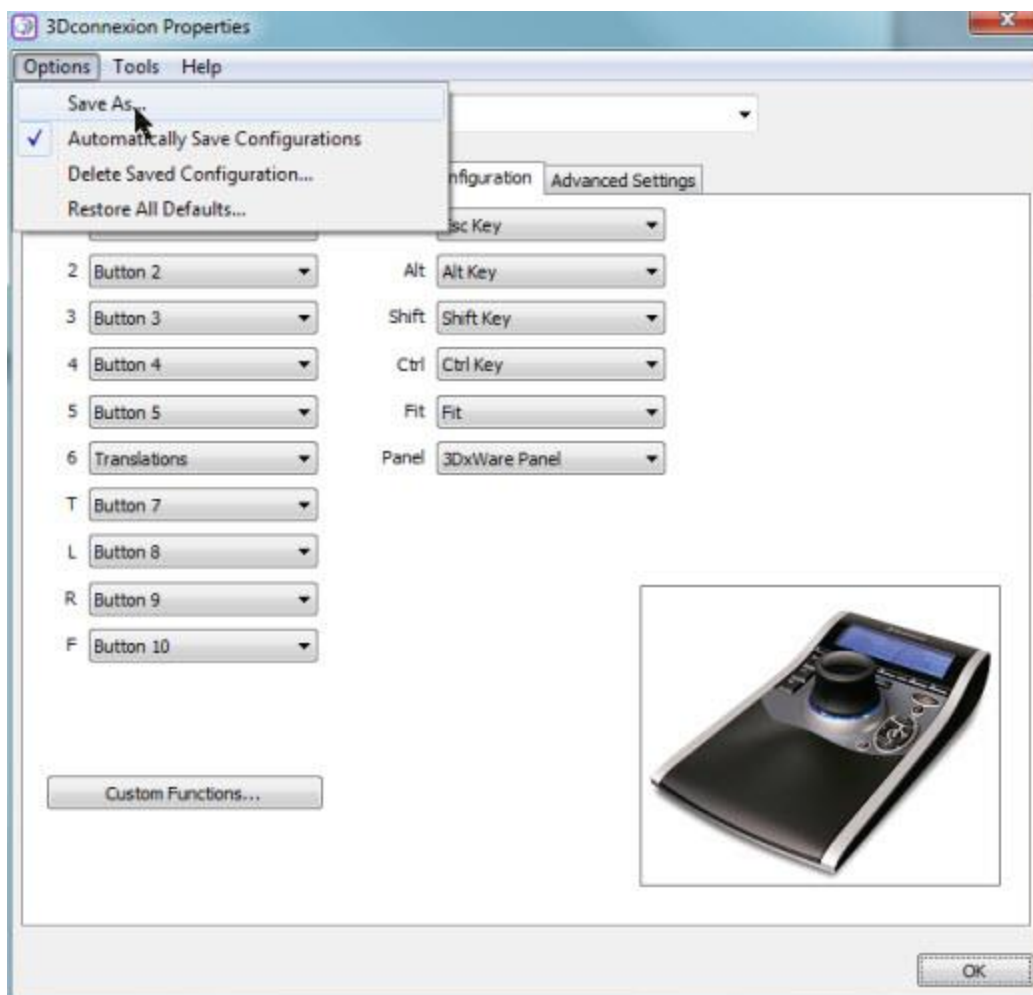 3Dconnexion Properties
Options Tools Help
Save As...
Automatically Save Configurations
Delete Saved Configuration...
Restore All Defaults...
nfiguration Advanced Settings
sc Key
2 Button 2 Alt Alt Key
3 Button 3 Shift Shift Key
4 Button 4 Ctrl Ctrl Key
5 Button 5 Fit Fit
6 Translations Panel 3DxWare Panel
T Button 7
L Button 8
R Button 9
F Button 10
Custom Functions...
OK